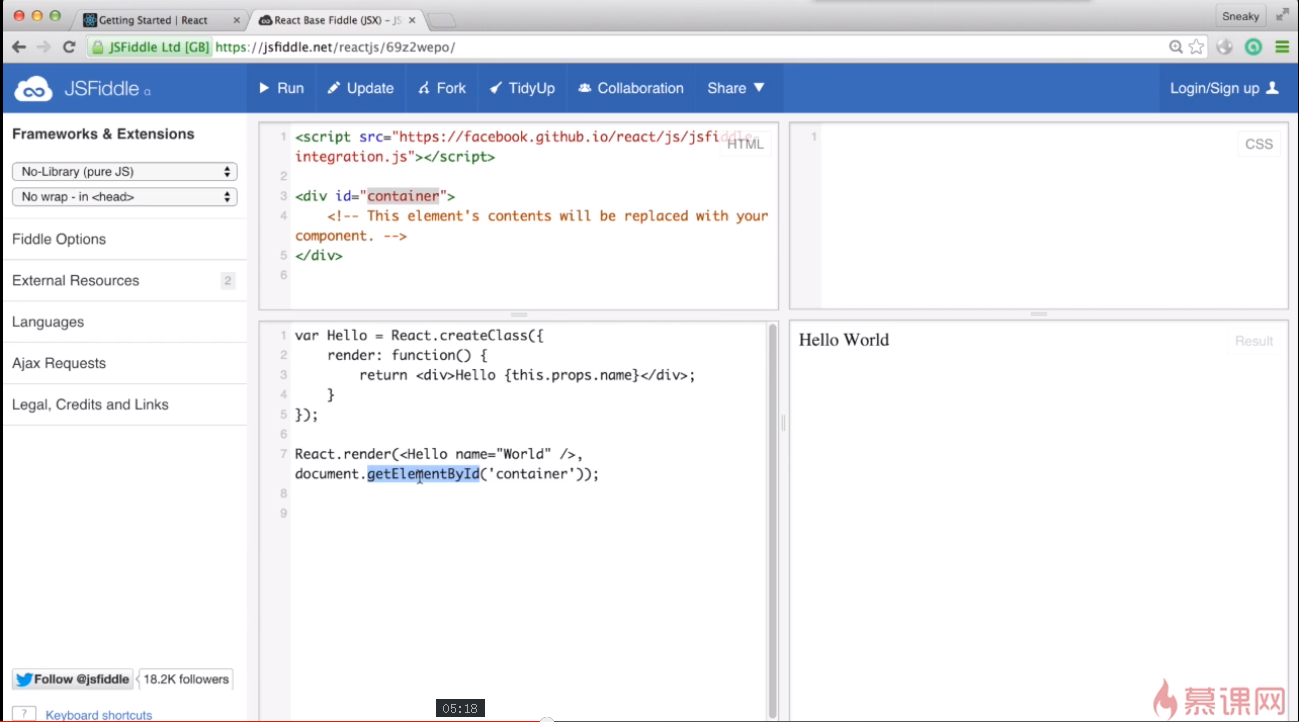 Getting Started | React
React Base Fiddle (JSX) - JS
Sneaky
JSFiddle Ltd [GB] https://jsfiddle.net/reactjs/69z2wepo/
JSFiddle α
Run
Update
Fork
TidyUp
Collaboration
Share
Login/Sign up
Frameworks & Extensions
No-Library (pure JS)
No wrap - in <head>
Fiddle Options
External Resources 2
Languages
Ajax Requests
Legal, Credits and Links
Follow @jsfiddle 18.2K followers
? Keyboard shortcuts
HTML
1 <script src="https://facebook.github.io/react/js/jsfiddle-
integration.js"></script>
2
3 <div id="container">
4 <!-- This element's contents will be replaced with your
component. -->
5 </div>
6
1
CSS
1 var Hello = React.createClass({
2 render: function() {
3 return <div>Hello {this.props.name}</div>;
4 }
5 });
6
7 React.render(<Hello name="World" />,
document.getElementById('container'));
8
9
Hello World
Result
05:18
慕课网